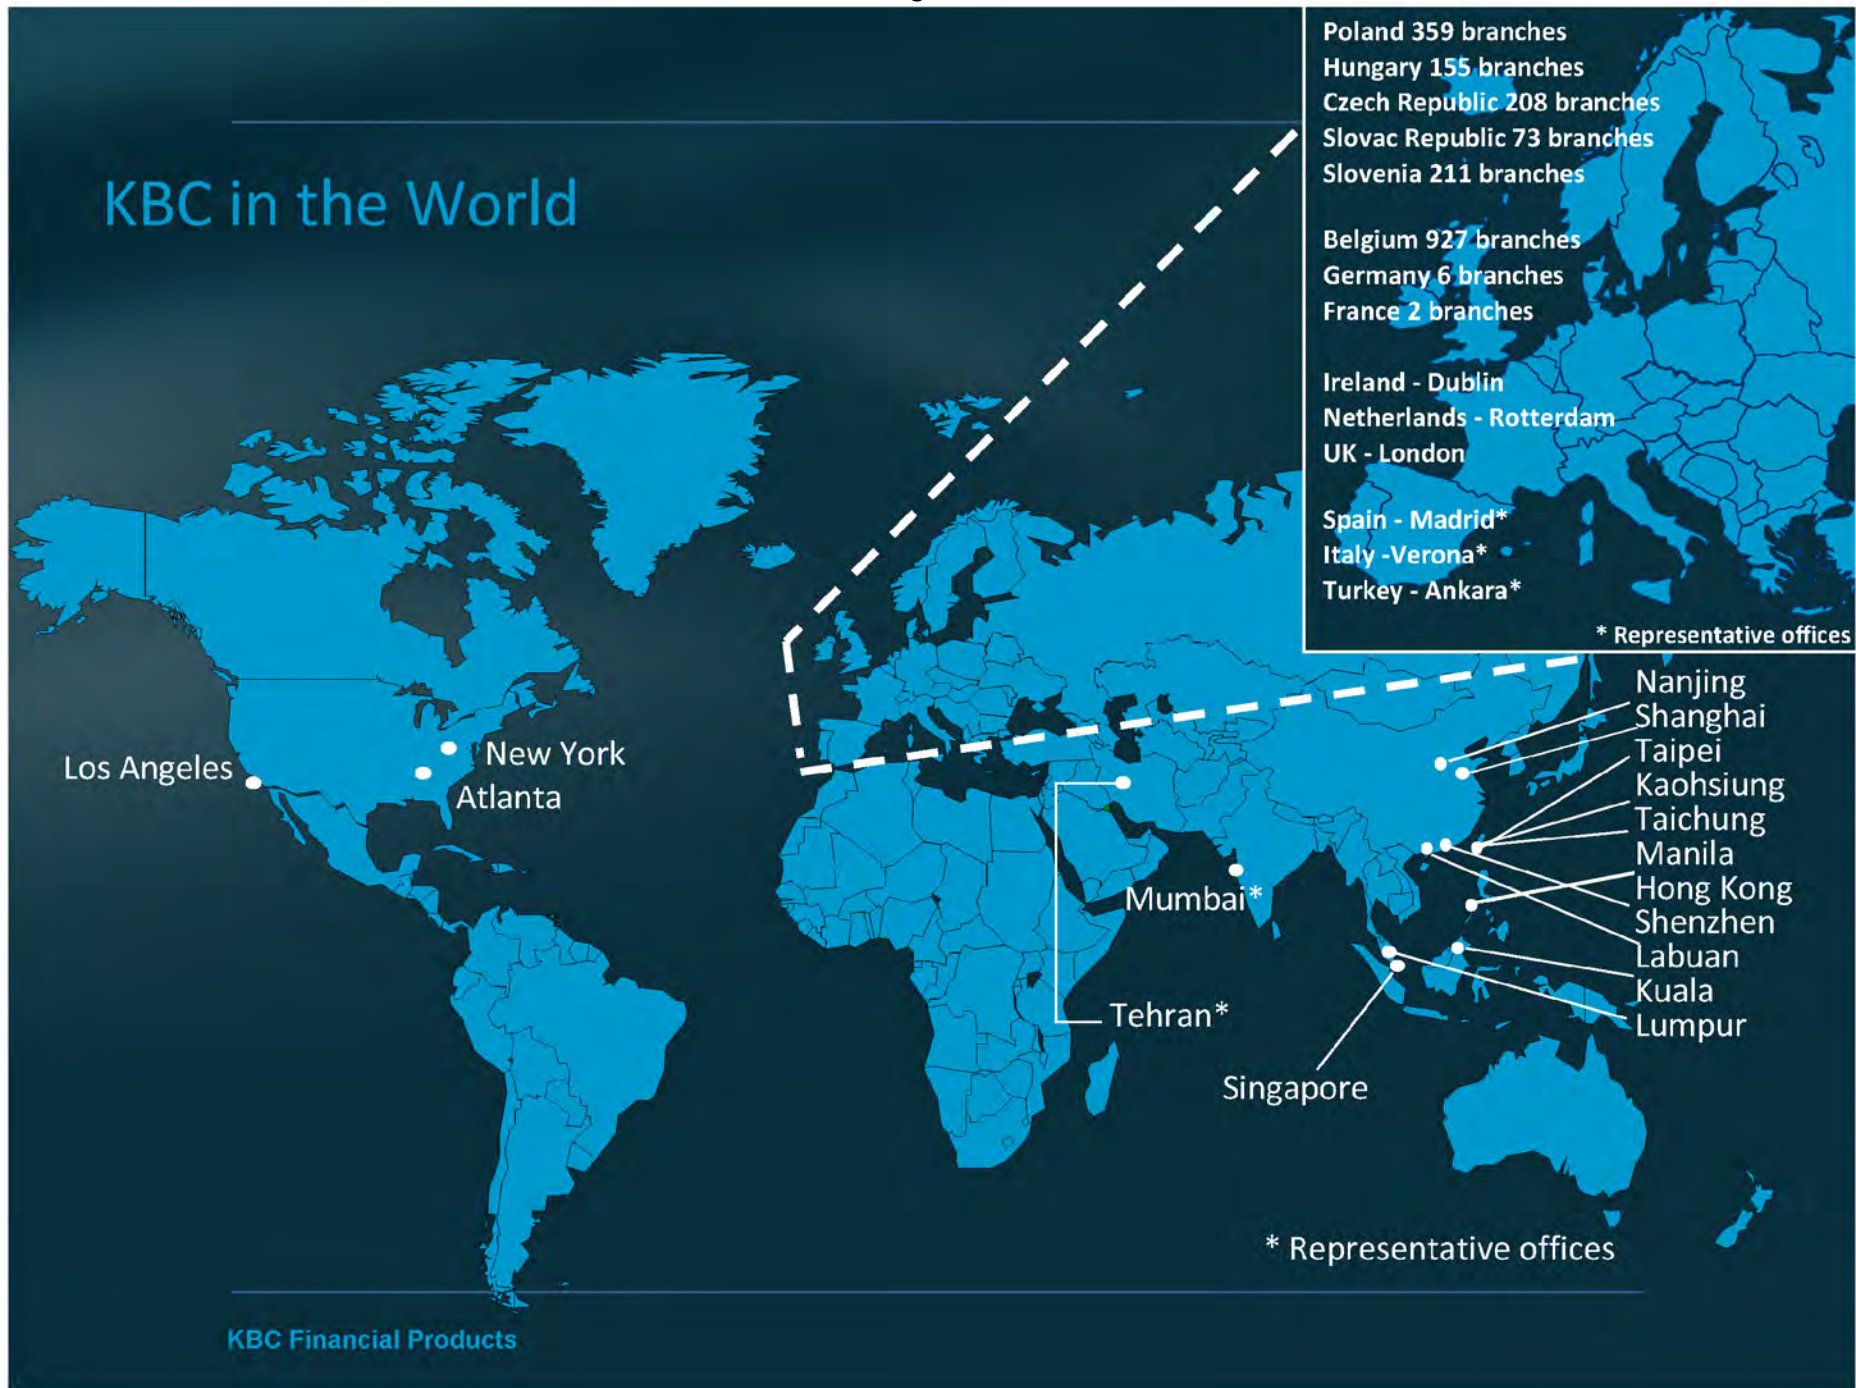 Poland 359 branches
Hungary 155 branches
Czech Republic 208 branches
Slovac Republic 73 branches
Slovenia 211 branches
Belgium 927 branches
Germany 6 branches
France 2 branches
Ireland - Dublin
Netherlands - Rotterdam
UK - London
Spain - Madrid*
Italy -Verona*
Turkey - Ankara*
* Representative offices
KBC in the World
Los Angeles
New York
Atlanta
Nanjing
Shanghai
Taipei
Kaohsiung
Taichung
Manila
Hong Kong
Shenzhen
Labuan
Kuala
Lumpur
Mumbai*
Tehran*
Singapore
* Representative offices
KBC Financial Products